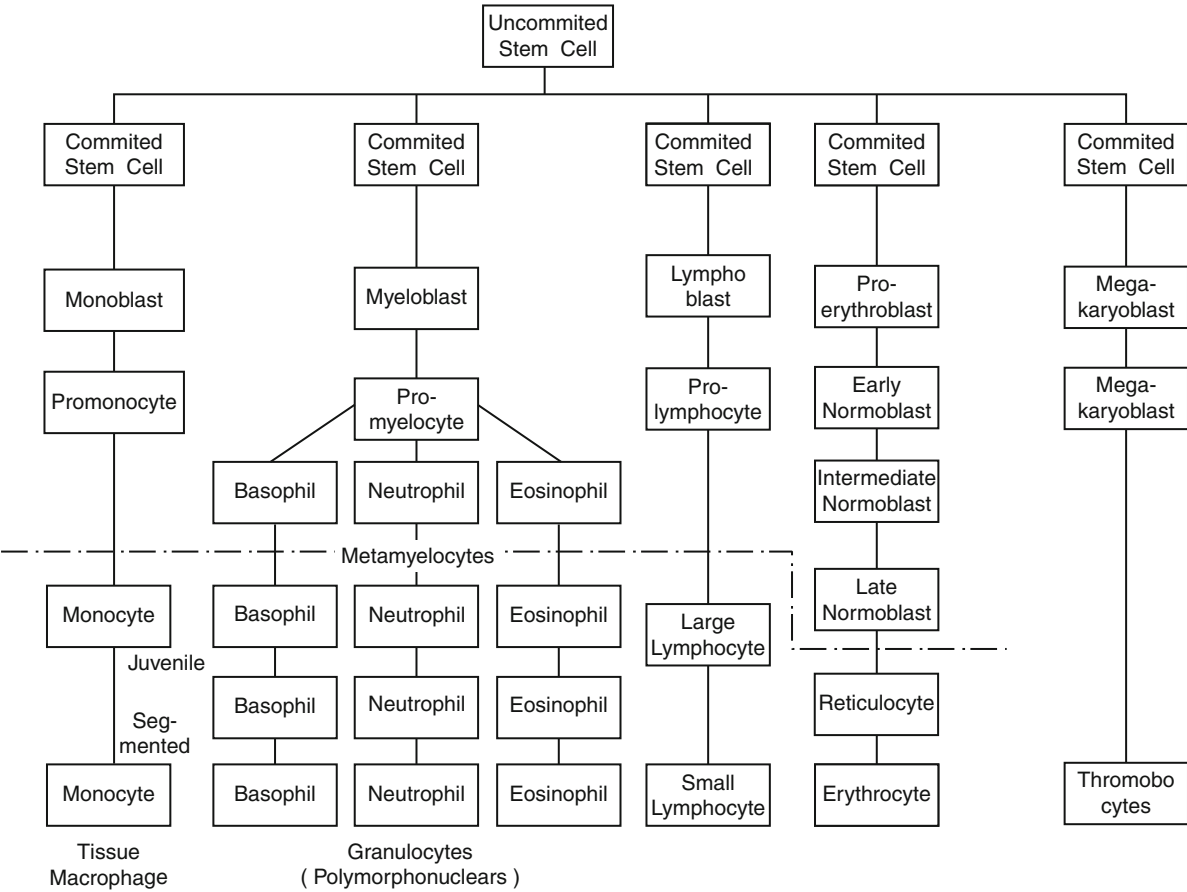 Uncommited
Stem Cell
Commited
Stem Cell
Commited
Stem Cell
Commited
Stem Cell
Commited
Stem Cell
Commited
Stem Cell
Monoblast
Myeloblast
Lympho
blast
Pro-
erythroblast
Mega-
karyoblast
Promonocyte
Pro-
myelocyte
Pro-
lymphocyte
Early
Normoblast
Mega-
karyoblast
Basophil
Neutrophil
Eosinophil
Intermediate
Normoblast
Metamyelocytes
Monocyte
Basophil
Neutrophil
Eosinophil
Large
Lymphocyte
Late
Normoblast
Juvenile
Basophil
Neutrophil
Eosinophil
Reticulocyte
Seg-
mented
Monocyte
Basophil
Neutrophil
Eosinophil
Small
Lymphocyte
Erythrocyte
Thromobo
cytes
Tissue
Macrophage
Granulocytes
( Polymorphonuclears )